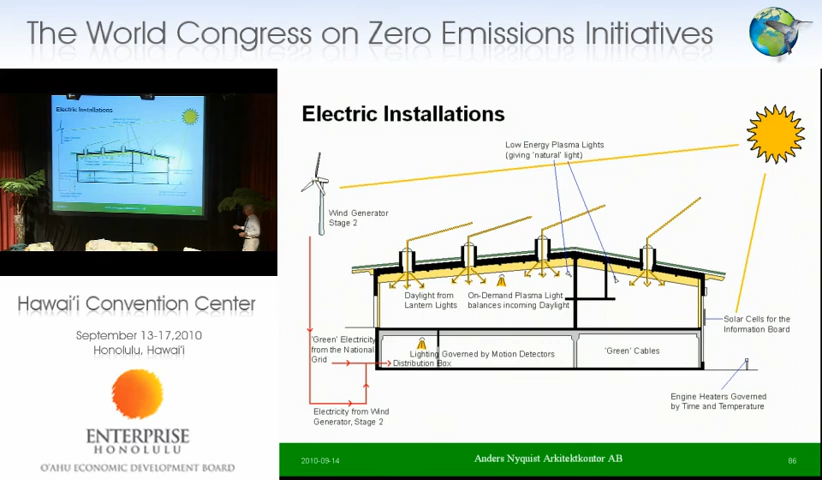 The World Congress on Zero Emissions Initiatives
Electric Installations
Electric Installations
Low Energy Plasma Lights
(giving 'natural' light)
Wind Generator
Stage 2
Daylight from
Lantern Lights
On-Demand Plasma Light
balances incoming Daylight
Solar Cells for the
Information Board
'Green' Electricity
from the National
Grid
Lighting Governed by Motion Detectors
Distribution Box
'Green' Cables
Engine Heaters Governed
by Time and Temperature
Electricity from Wind
Generator, Stage 2
Hawai'i Convention Center
September 13-17,2010
Honolulu, Hawai'i
ENTERPRISE
HONOLULU
O'AHU ECONOMIC DEVELOPMENT BOARD
2010-09-14
Anders Nyquist Arkitektkontor AB
86